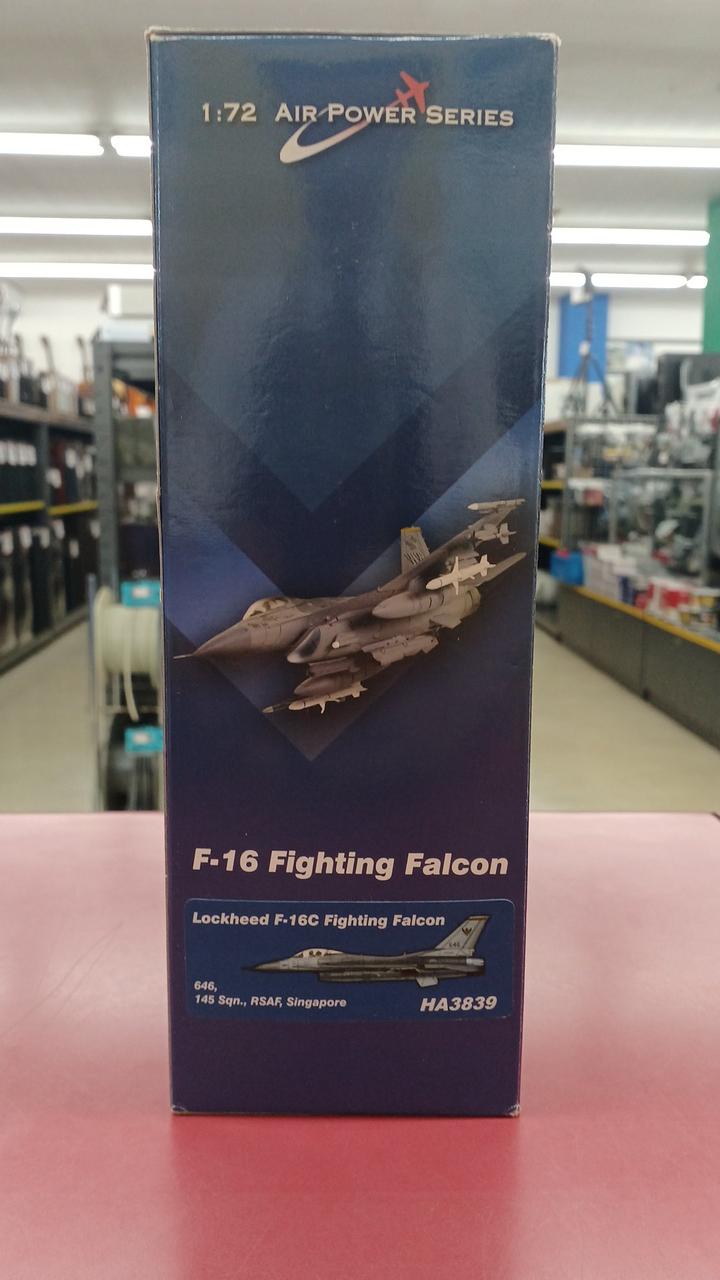 1:72 AIR POWER SERIES
F-16 Fighting Falcon
Lockheed F-16C Fighting Falcon
646,
145 Sqn., RSAF, Singapore
HA3839